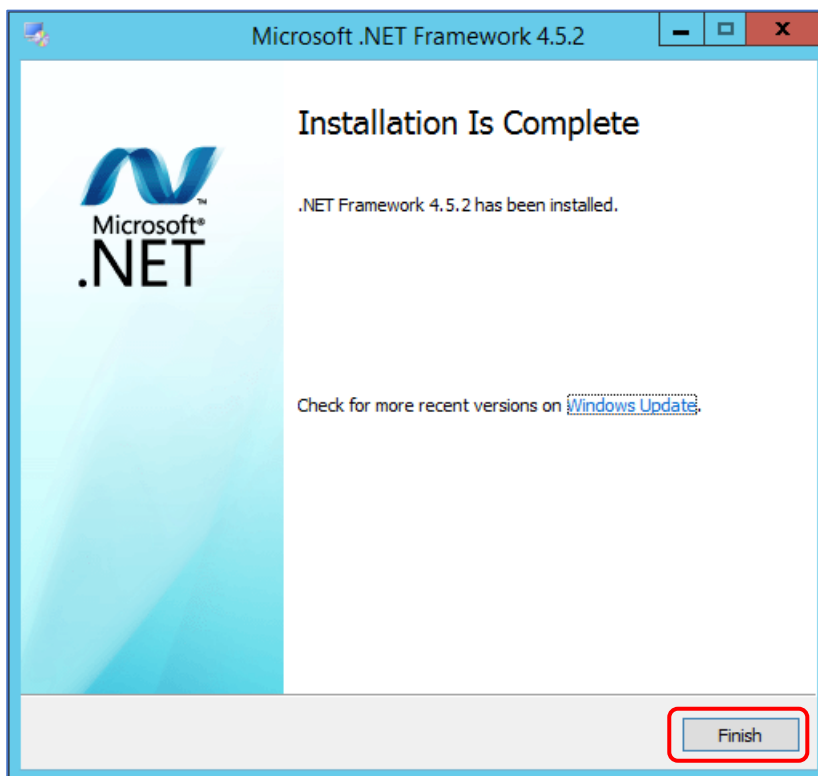 Microsoft .NET Framework 4.5.2
Installation Is Complete
.NET Framework 4.5.2 has been installed.
Microsoft®
.NET™
Check for more recent versions on Windows Update.
Finish